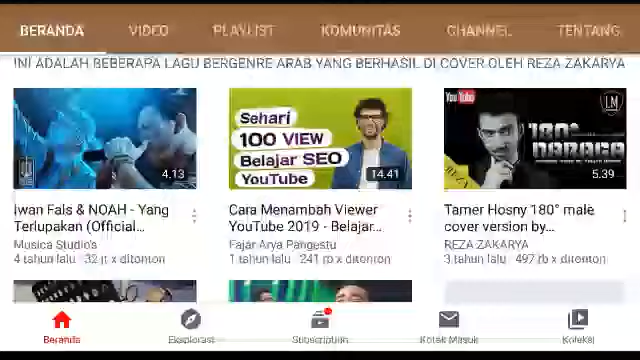 BERANDA VIDEO PLAYLIST KOMUNITAS CHANNEL TENTANG
INI ADALAH BEBERAPA LAGU BERGENRE ARAB YANG BERHASIL DI COVER OLEH REZA ZAKARYA
4.13
Sehari
100 VIEW
Belajar SEO
YouTube
14.41
YouTube
LM
180°
5.39
Iwan Fals & NOAH - Yang
Terlupakan (Official...
Musica Studio's
4 tahun lalu · 32 jt x ditonton
Cara Menambah Viewer
YouTube 2019 - Belajar...
Fajar Arya Pangestu
1 tahun lalu · 241 rb x ditonton
Tamer Hosny 180° male
cover version by...
REZA ZAKARYA
3 tahun lalu · 497 rb x ditonton
Beranda Eksplorasi Subscription Kotak Masuk Koleksi